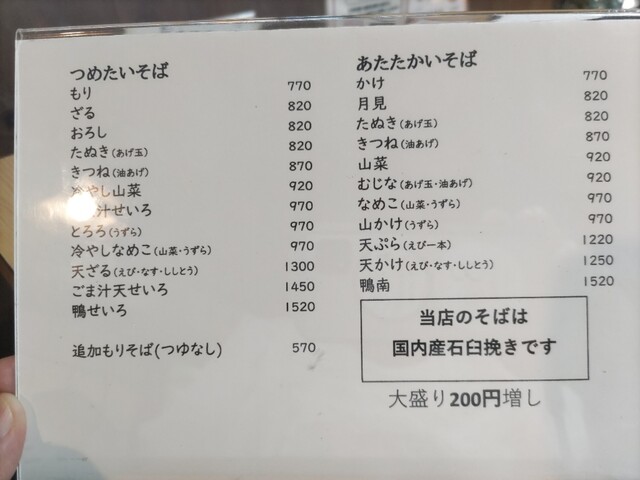 つめたいそば
もり 770
ざる 820
おろし 820
たぬき(あげ玉) 820
きつね(油あげ) 870
冷やし山菜 920
ごま汁せいろ 970
とろろ(うずら) 970
冷やしなめこ(山菜・うずら) 970
天ざる(えび・なす・ししとう) 1300
ごま汁天せいろ 1450
鴨せいろ 1520
追加もりそば(つゆなし) 570
あたたかいそば
かけ 770
月見 820
たぬき(あげ玉) 820
きつね(油あげ) 870
山菜 920
むじな(あげ玉・油あげ) 920
なめこ(山菜・うずら) 970
山かけ(うずら) 970
天ぷら(えび一本) 1220
天かけ(えび・なす・ししとう) 1250
鴨南 1520
当店のそばは
国内産石臼挽きです
大盛り200円増し